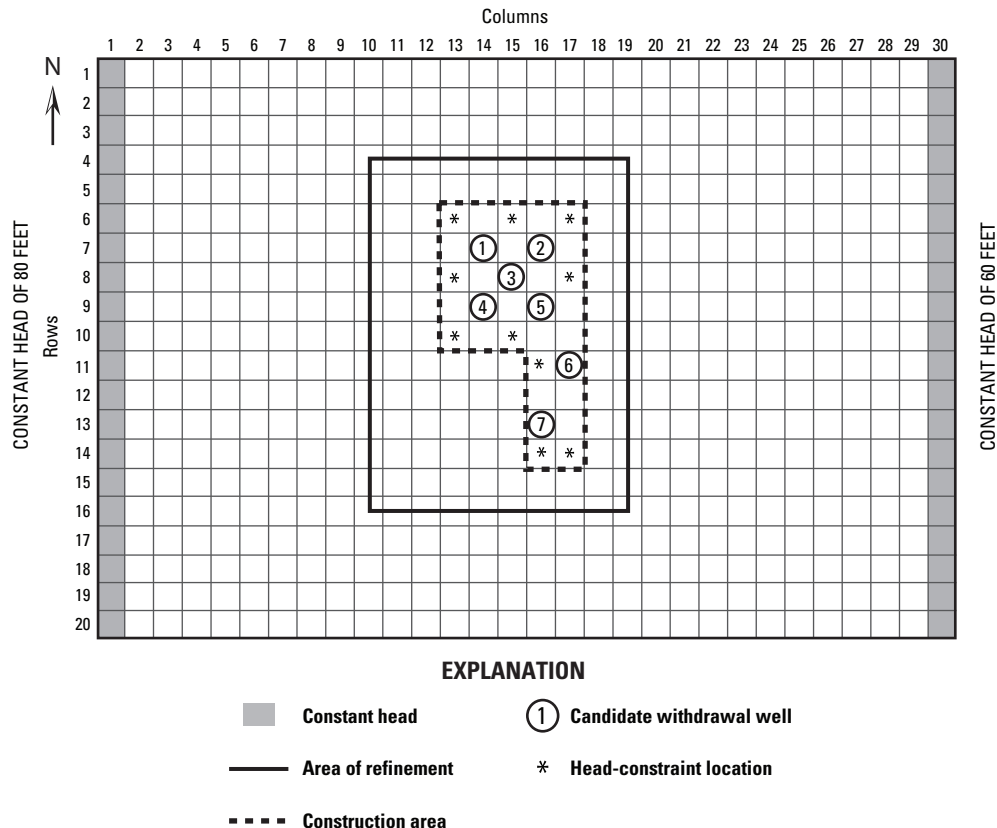 Columns
1 2 3 4 5 6 7 8 9 10 11 12 13 14 15 16 17 18 19 20 21 22 23 24 25 26 27 28 29 30
N
CONSTANT HEAD OF 80 FEET
Rows
1
2
3
4
5
6 * * *
7 1 2
8 * 3 *
9 4 5
10 * *
11 * 6
12
13 7
14 * *
15
16
17
18
19
20
CONSTANT HEAD OF 60 FEET
EXPLANATION
Constant head
1 Candidate withdrawal well
Area of refinement
* Head-constraint location
Construction area